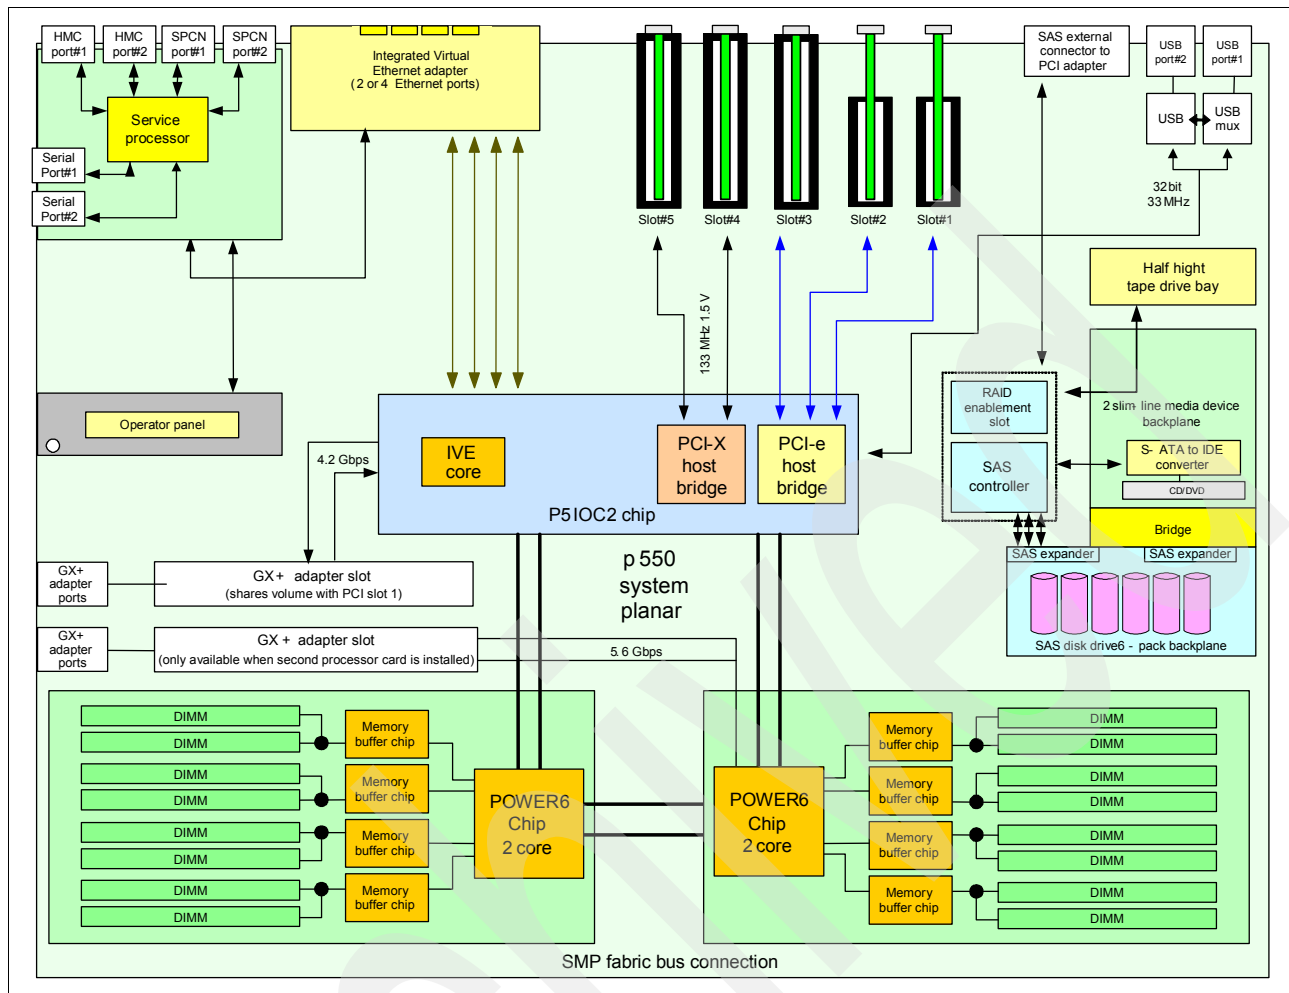 HMC
port#1
HMC
port#2
SPCN
port#1
SPCN
port#2
Integrated Virtual
Ethernet adapter
(2 or 4 Ethernet ports)
SAS external
connector to
PCI adapter
USB
port#2
USB
port#1
Service
processor
USB
USB
mux
Serial
Port#1
Serial
Port#2
32bit
33MHz
Slot#5
Slot#4
Slot#3
Slot#2
Slot#1
Half hight
tape drive bay
133 MHz 1.5 V
RAID
enablement
slot
2 slim- line media device
backplane
Operator panel
4.2 Gbps
IVE
core
PCI-X
host
bridge
PCI-e
host
bridge
SAS
controller
S- ATA to IDE
converter
CD/DVD
P5IOC2 chip
Bridge
SAS expander
SAS expander
GX+
adapter
ports
GX+ adapter slot
(shares volume with PCI slot 1)
p 550
system
planar
GX+
adapter
ports
GX + adapter slot
(only available when second processor card is installed)
5.6 Gbps
SAS disk drive6 - pack backplane
DIMM
DIMM
Memory
buffer chip
DIMM
DIMM
Memory
buffer chip
DIMM
DIMM
Memory
buffer chip
DIMM
DIMM
Memory
buffer chip
POWER6
Chip
2 core
POWER6
Chip
2 core
Memory
buffer chip
DIMM
DIMM
Memory
buffer chip
DIMM
DIMM
Memory
buffer chip
DIMM
DIMM
Memory
buffer chip
DIMM
DIMM
SMP fabric bus connection